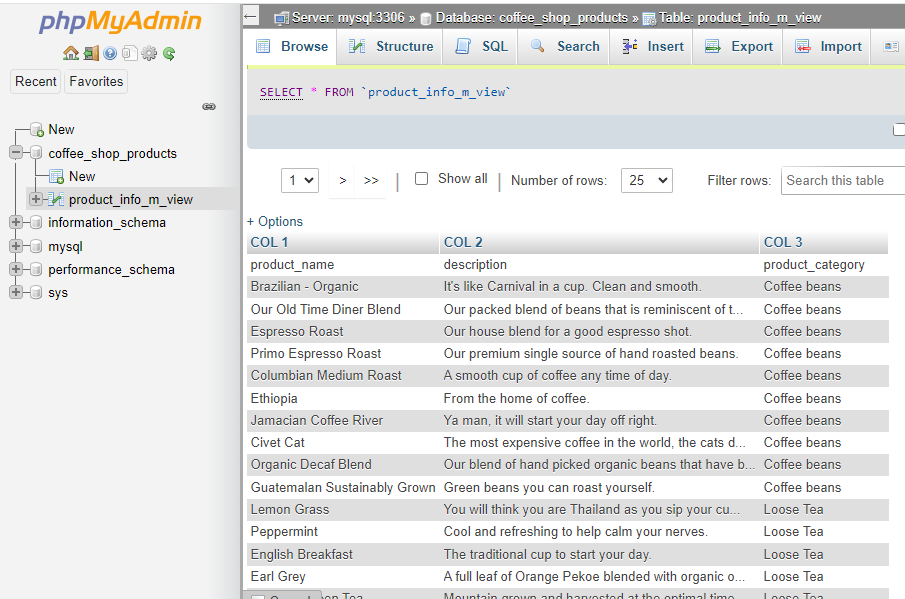 phpMyAdmin
Recent Favorites
New
coffee_shop_products
New
product_info_m_view
information_schema
mysql
performance_schema
sys
Server: mysql:3306 » Database: coffee_shop_products » Table: product_info_m_view
Browse Structure SQL Search Insert Export Import
SELECT * FROM `product_info_m_view`
1 > >> Show all Number of rows: 25 Filter rows: Search this table
+ Options
COL 1 COL 2 COL 3
product_name description product_category
Brazilian - Organic It's like Carnival in a cup. Clean and smooth. Coffee beans
Our Old Time Diner Blend Our packed blend of beans that is reminiscent of t... Coffee beans
Espresso Roast Our house blend for a good espresso shot. Coffee beans
Primo Espresso Roast Our premium single source of hand roasted beans. Coffee beans
Columbian Medium Roast A smooth cup of coffee any time of day. Coffee beans
Ethiopia From the home of coffee. Coffee beans
Jamacian Coffee River Ya man, it will start your day off right. Coffee beans
Civet Cat The most expensive coffee in the world, the cats d... Coffee beans
Organic Decaf Blend Our blend of hand picked organic beans that have b... Coffee beans
Guatemalan Sustainably Grown Green beans you can roast yourself. Coffee beans
Lemon Grass You will think you are Thailand as you sip your cu... Loose Tea
Peppermint Cool and refreshing to help calm your nerves. Loose Tea
English Breakfast The traditional cup to start your day. Loose Tea
Earl Grey A full leaf of Orange Pekoe blended with organic o... Loose Tea
Tea Mountain grown and harvested at the optimal time Loose Tea